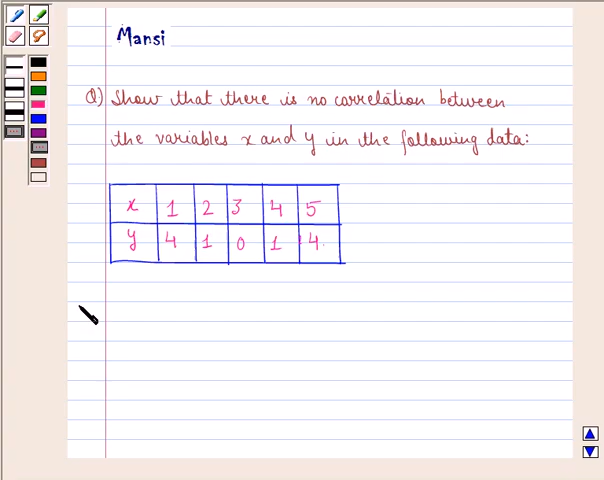 Mansi
Q) Show that there is no correlation between
the variables x and y in the following data:
x 1 2 3 4 5
y 4 1 0 1 4